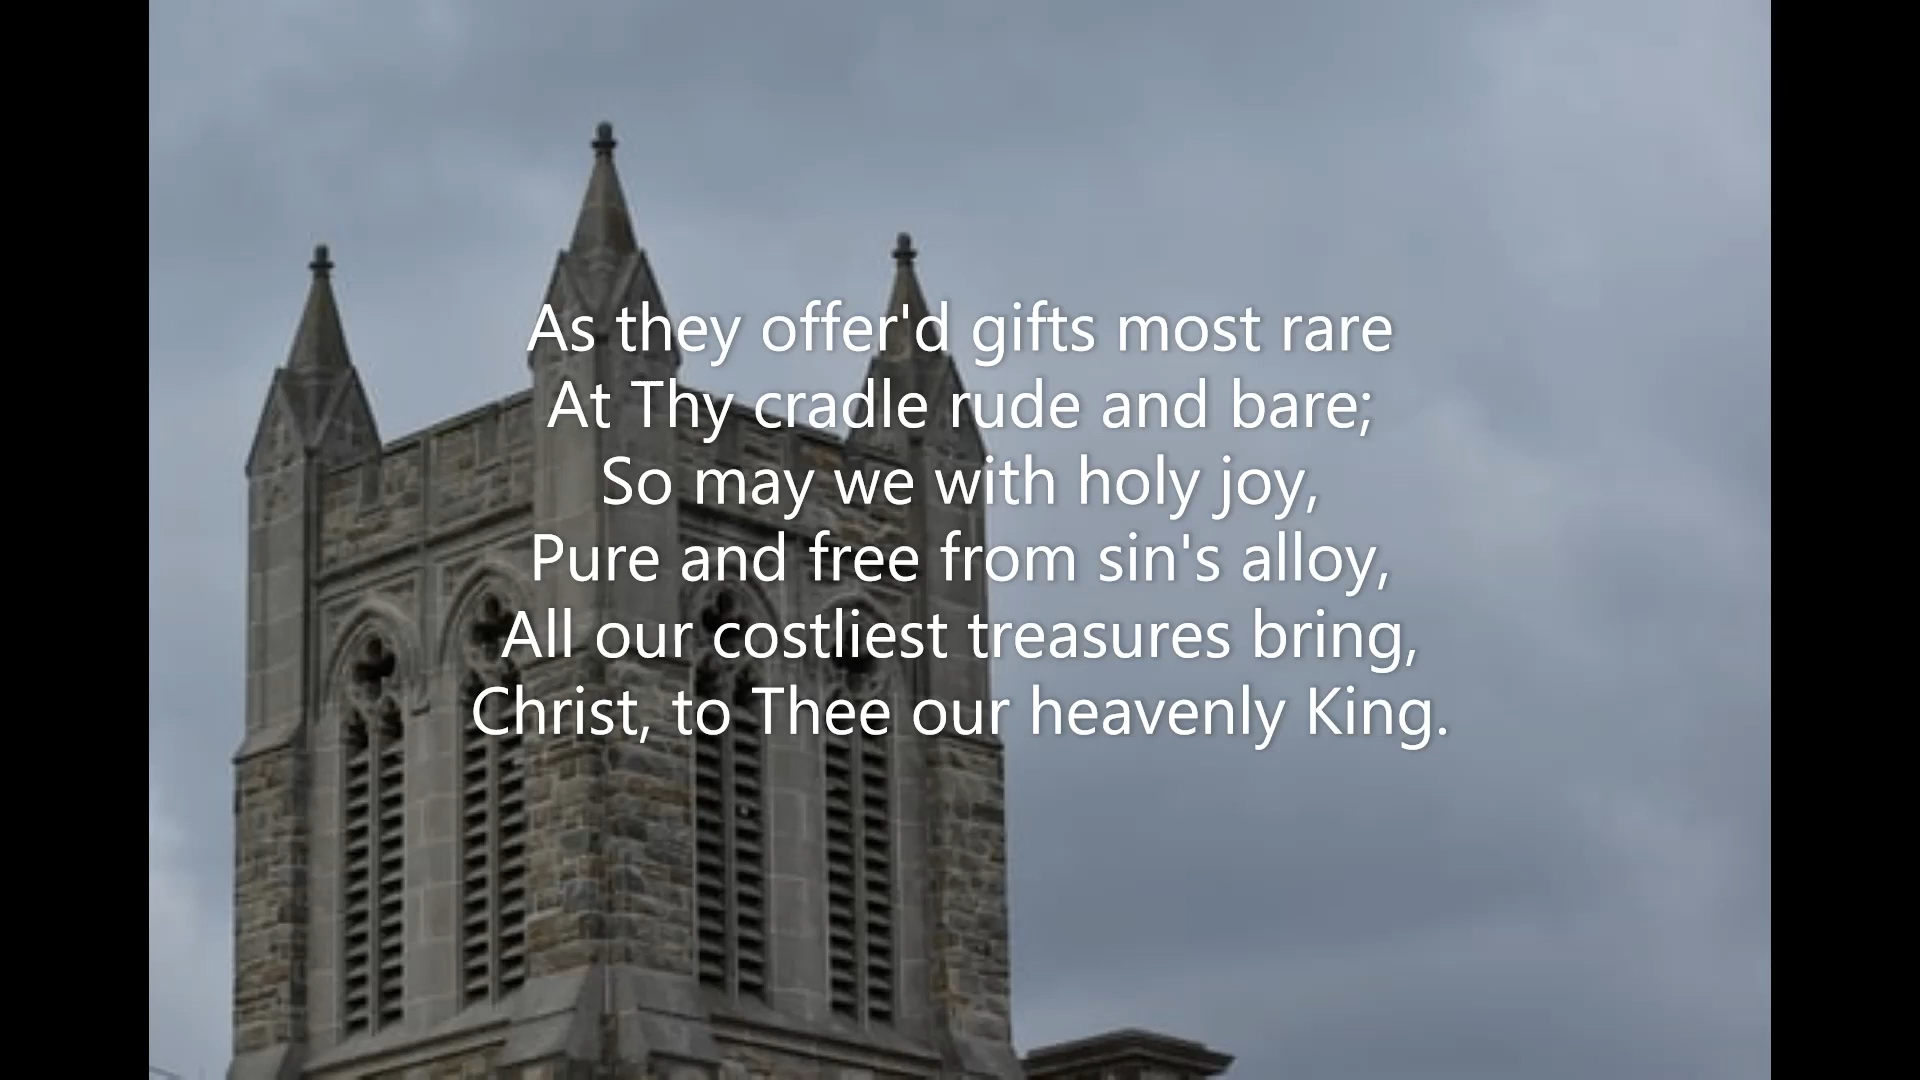 As they offer'd gifts most rare
At Thy cradle rude and bare;
So may we with holy joy,
Pure and free from sin's alloy,
All our costliest treasures bring,
Christ, to Thee our heavenly King.